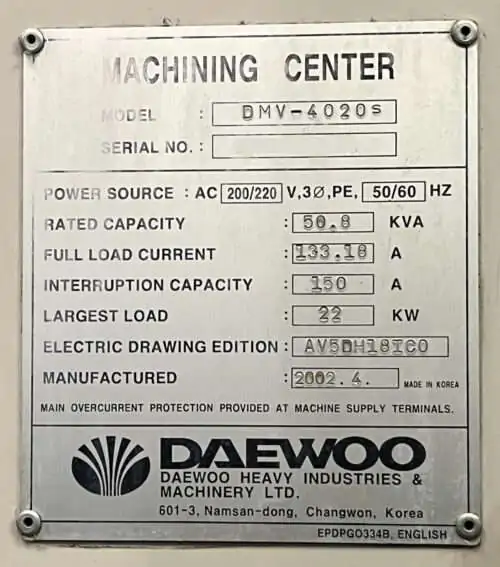 MACHINING CENTER
MODEL : DMV-4020S
SERIAL NO. :
POWER SOURCE : AC 200/220 V,3Ø,PE, 50/60 HZ
RATED CAPACITY : 50.8 KVA
FULL LOAD CURRENT : 133.18 A
INTERRUPTION CAPACITY : 150 A
LARGEST LOAD : 22 KW
ELECTRIC DRAWING EDITION : AV5DH18ICO
MANUFACTURED : 2002.4. MADE IN KOREA
MAIN OVERCURRENT PROTECTION PROVIDED AT MACHINE SUPPLY TERMINALS.
DAEWOO
DAEWOO HEAVY INDUSTRIES &
MACHINERY LTD.
601-3, Namsan-dong, Changwon, Korea
EPDPGO334B, ENGLISH